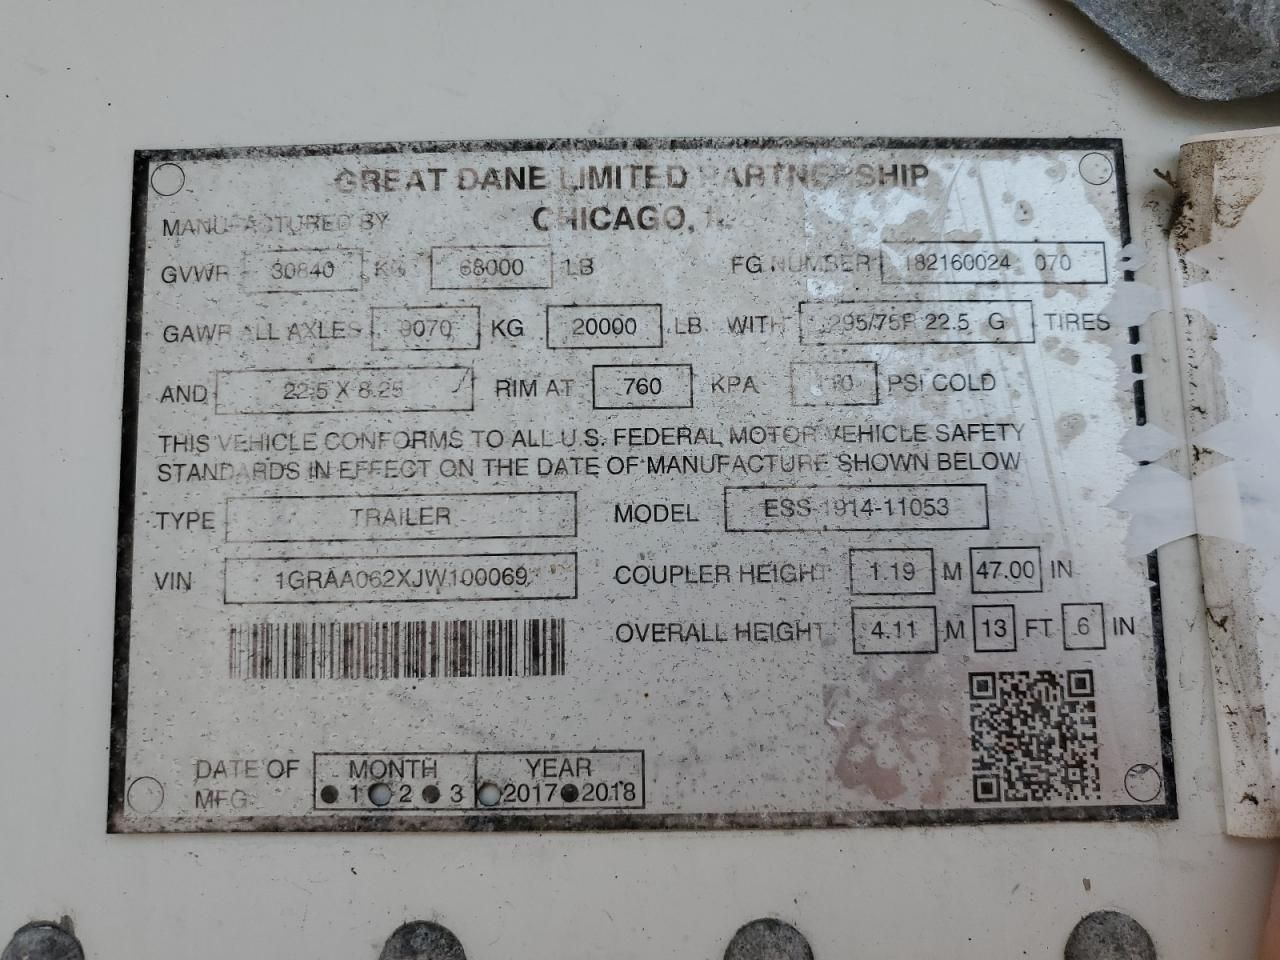 GREAT DANE LIMITED PARTNERSHIP
MANUFACTURED BY CHICAGO,
GVWR 30840 KG 68000 LB FG NUMBER 182160024 070
GAWR ALL AXLES 9070 KG 20000 LB. WITH 295/75R 22.5 G TIRES
AND 22.5 X 8.25 RIM AT 760 KPA PSI COLD
THIS VEHICLE CONFORMS TO ALL U.S. FEDERAL MOTOR VEHICLE SAFETY
STANDARDS IN EFFECT ON THE DATE OF MANUFACTURE SHOWN BELOW
TYPE TRAILER MODEL ESS-1914-11053
VIN 1GRAA062XJW100069 COUPLER HEIGHT 1.19 M 47.00 IN
OVERALL HEIGHT 4.11 M 13 FT 6 IN
DATE OF MONTH YEAR
MFG 1 2 3 2017 2018